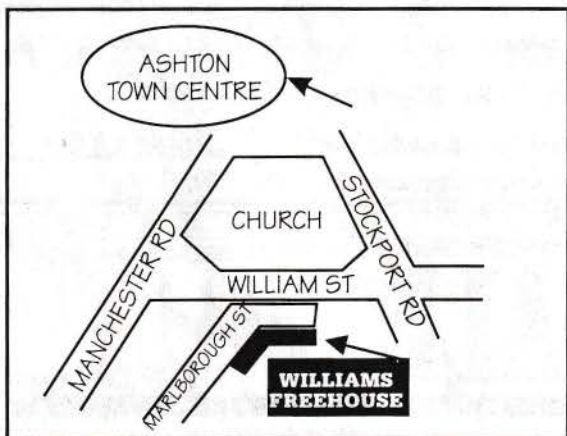 ASHTON
TOWN CENTRE
CHURCH
STOCKPORT RD
MANCHESTER RD
WILLIAM ST
MARLBOROUGH ST
WILLIAMS
FREEHOUSE